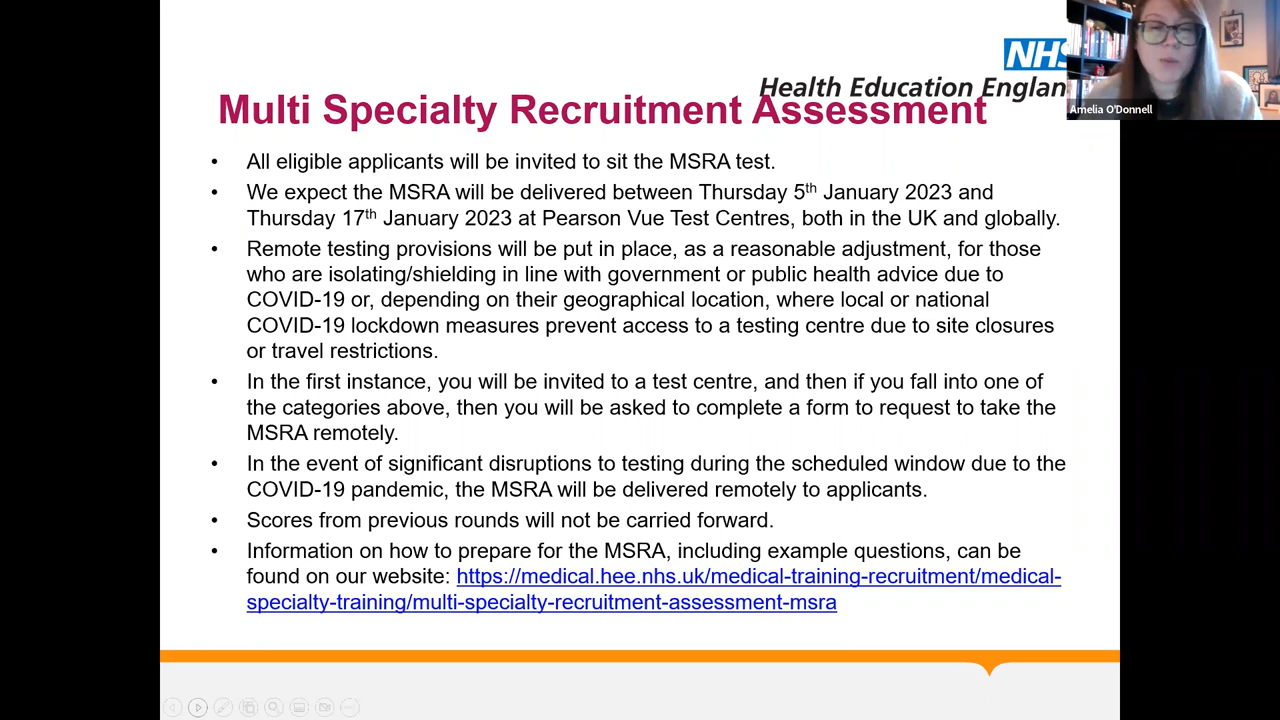 NHS
Health Education Englan
Amelia O'Donnell
Multi Specialty Recruitment Assessment
• All eligible applicants will be invited to sit the MSRA test.
• We expect the MSRA will be delivered between Thursday 5th January 2023 and
Thursday 17th January 2023 at Pearson Vue Test Centres, both in the UK and globally.
• Remote testing provisions will be put in place, as a reasonable adjustment, for those
who are isolating/shielding in line with government or public health advice due to
COVID-19 or, depending on their geographical location, where local or national
COVID-19 lockdown measures prevent access to a testing centre due to site closures
or travel restrictions.
• In the first instance, you will be invited to a test centre, and then if you fall into one of
the categories above, then you will be asked to complete a form to request to take the
MSRA remotely.
• In the event of significant disruptions to testing during the scheduled window due to the
COVID-19 pandemic, the MSRA will be delivered remotely to applicants.
• Scores from previous rounds will not be carried forward.
• Information on how to prepare for the MSRA, including example questions, can be
found on our website: https://medical.hee.nhs.uk/medical-training-recruitment/medical-
specialty-training/multi-specialty-recruitment-assessment-msra